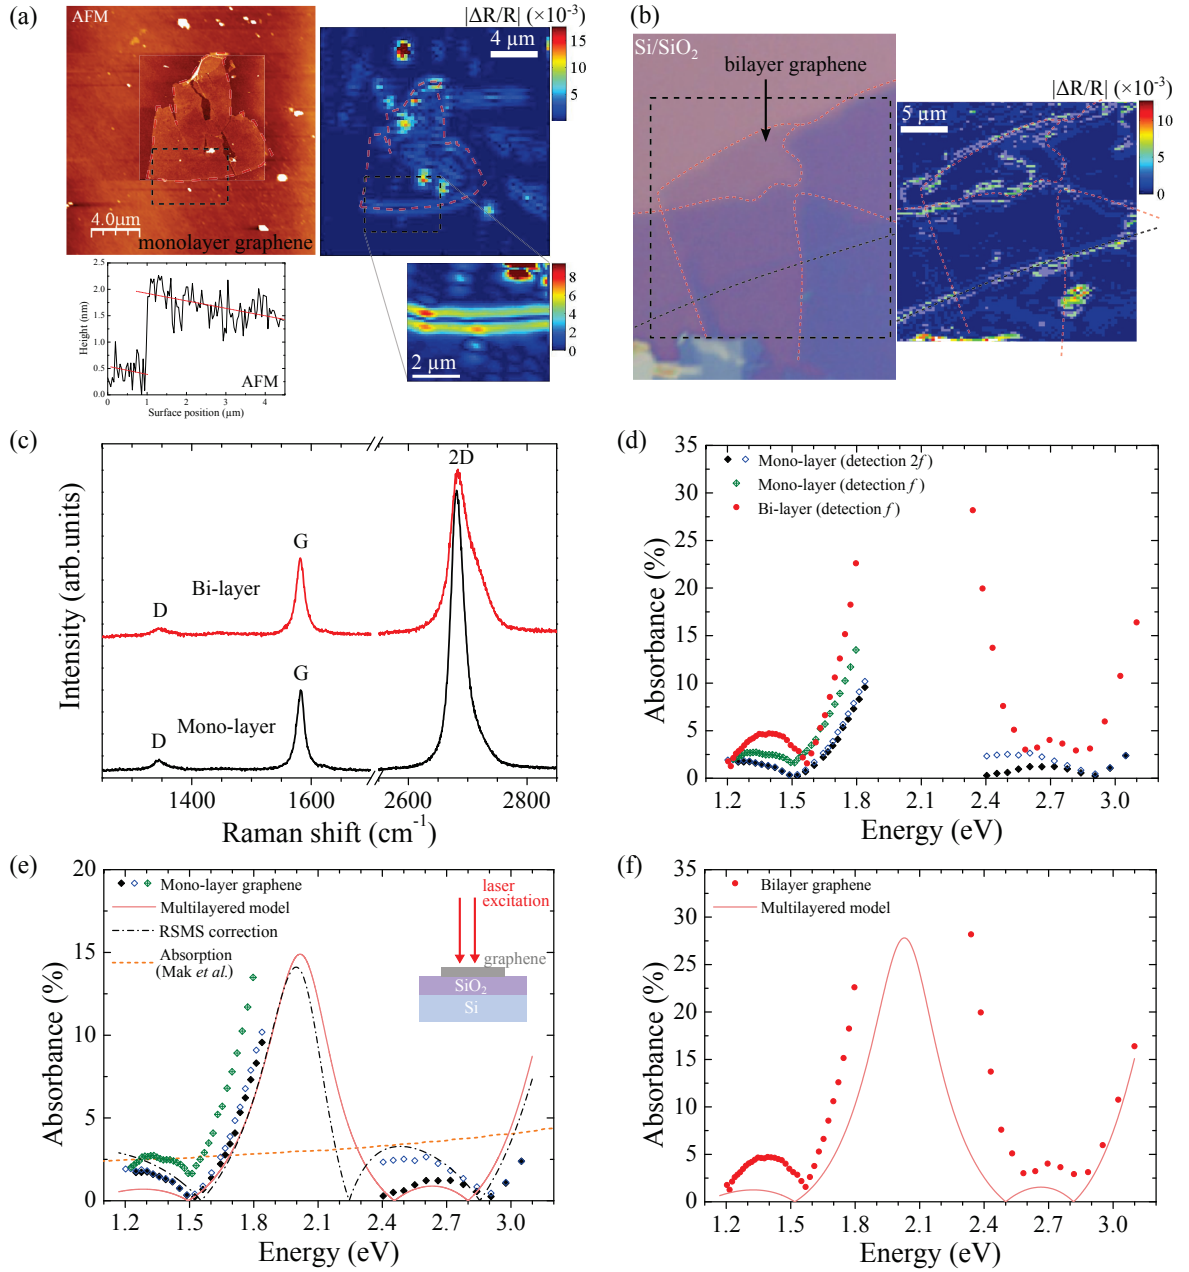 (a)
AFM
4.0µm
monolayer graphene
|ΔR/R| (×10⁻³)
4 µm
15
10
5
0
Height (nm)
2.5
2.0
1.5
1.0
0.5
0.0
0 1 2 3 4
Surface position (µm)
AFM
2 µm
8
6
4
2
0
(b)
Si/SiO₂
bilayer graphene
|ΔR/R| (×10⁻³)
5 µm
10
5
0
(c)
Intensity (arb.units)
2D
G
Bi-layer
D
G
Mono-layer
D
1400 1600 2600 2800
Raman shift (cm⁻¹)
(d)
Absorbance (%)
35
30
25
20
15
10
5
0
Mono-layer (detection 2f)
Mono-layer (detection f)
Bi-layer (detection f)
1.2 1.5 1.8 2.1 2.4 2.7 3.0
Energy (eV)
(e)
Absorbance (%)
20
15
10
5
0
Mono-layer graphene
Multilayered model
RSMS correction
Absorption
(Mak et al.)
laser
excitation
graphene
SiO₂
Si
1.2 1.5 1.8 2.1 2.4 2.7 3.0
Energy (eV)
(f)
Absorbance (%)
35
30
25
20
15
10
5
0
Bilayer graphene
Multilayered model
1.2 1.5 1.8 2.1 2.4 2.7 3.0
Energy (eV)